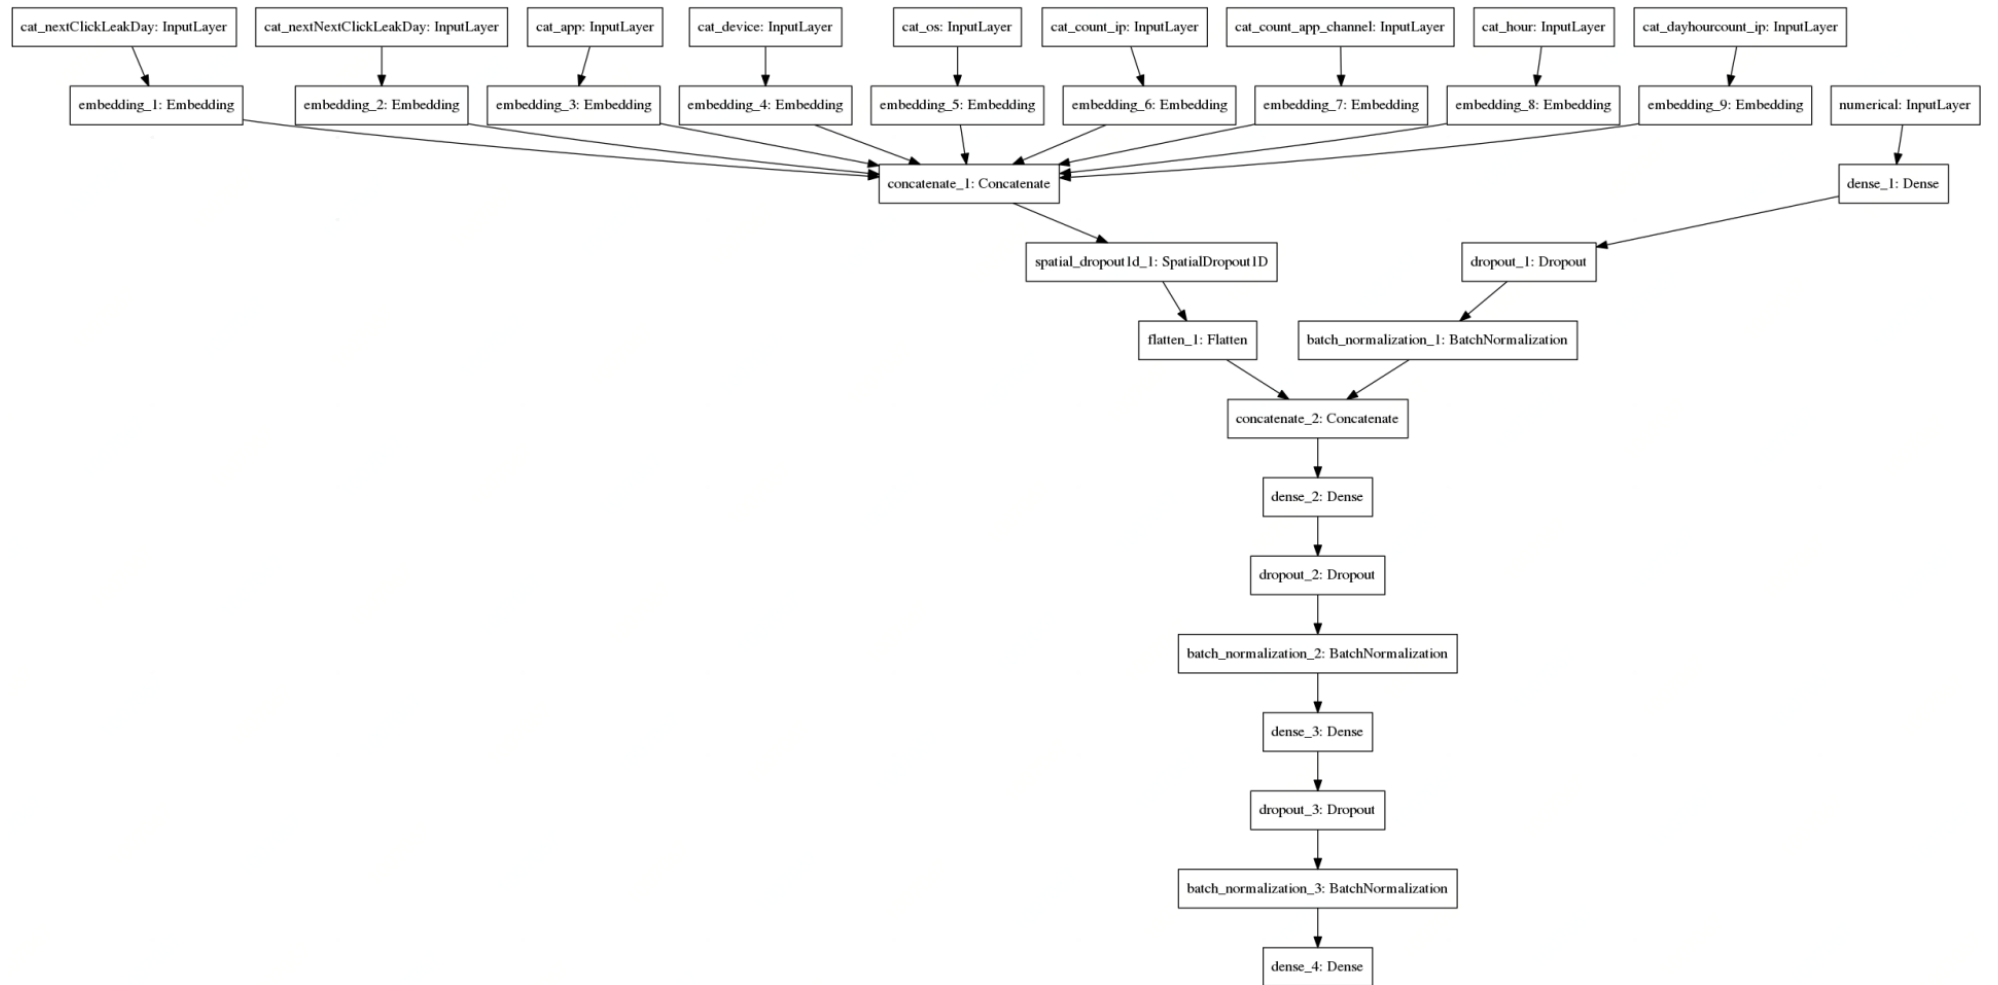 cat_nextClickLeakDay: InputLayer
cat_nextNextClickLeakDay: InputLayer
cat_app: InputLayer
cat_device: InputLayer
cat_os: InputLayer
cat_count_ip: InputLayer
cat_count_app_channel: InputLayer
cat_hour: InputLayer
cat_dayhourcount_ip: InputLayer
embedding_1: Embedding
embedding_2: Embedding
embedding_3: Embedding
embedding_4: Embedding
embedding_5: Embedding
embedding_6: Embedding
embedding_7: Embedding
embedding_8: Embedding
embedding_9: Embedding
numerical: InputLayer
concatenate_1: Concatenate
dense_1: Dense
spatial_dropout1d_1: SpatialDropout1D
dropout_1: Dropout
flatten_1: Flatten
batch_normalization_1: BatchNormalization
concatenate_2: Concatenate
dense_2: Dense
dropout_2: Dropout
batch_normalization_2: BatchNormalization
dense_3: Dense
dropout_3: Dropout
batch_normalization_3: BatchNormalization
dense_4: Dense